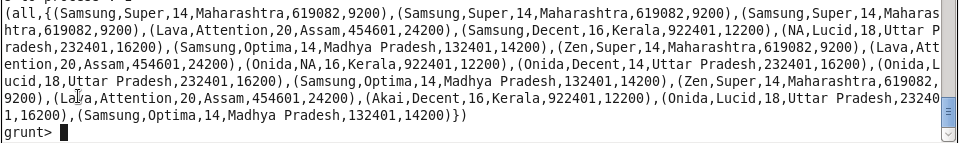 (all,{(Samsung,Super,14,Maharashtra,619082,9200),(Samsung,Super,14,Maharashtra,619082,9200),(Samsung,Super,14,Maharas
htra,619082,9200),(Lava,Attention,20,Assam,454601,24200),(Samsung,Decent,16,Kerala,922401,12200),(NA,Lucid,18,Uttar P
radesh,232401,16200),(Samsung,Optima,14,Madhya Pradesh,132401,14200),(Zen,Super,14,Maharashtra,619082,9200),(Lava,Att
ention,20,Assam,454601,24200),(Onida,NA,16,Kerala,922401,12200),(Onida,Decent,14,Uttar Pradesh,232401,16200),(Onida,L
ucid,18,Uttar Pradesh,232401,16200),(Samsung,Optima,14,Madhya Pradesh,132401,14200),(Zen,Super,14,Maharashtra,619082,
9200),(Lava,Attention,20,Assam,454601,24200),(Akai,Decent,16,Kerala,922401,12200),(Onida,Lucid,18,Uttar Pradesh,23240
1,16200),(Samsung,Optima,14,Madhya Pradesh,132401,14200)})
grunt>